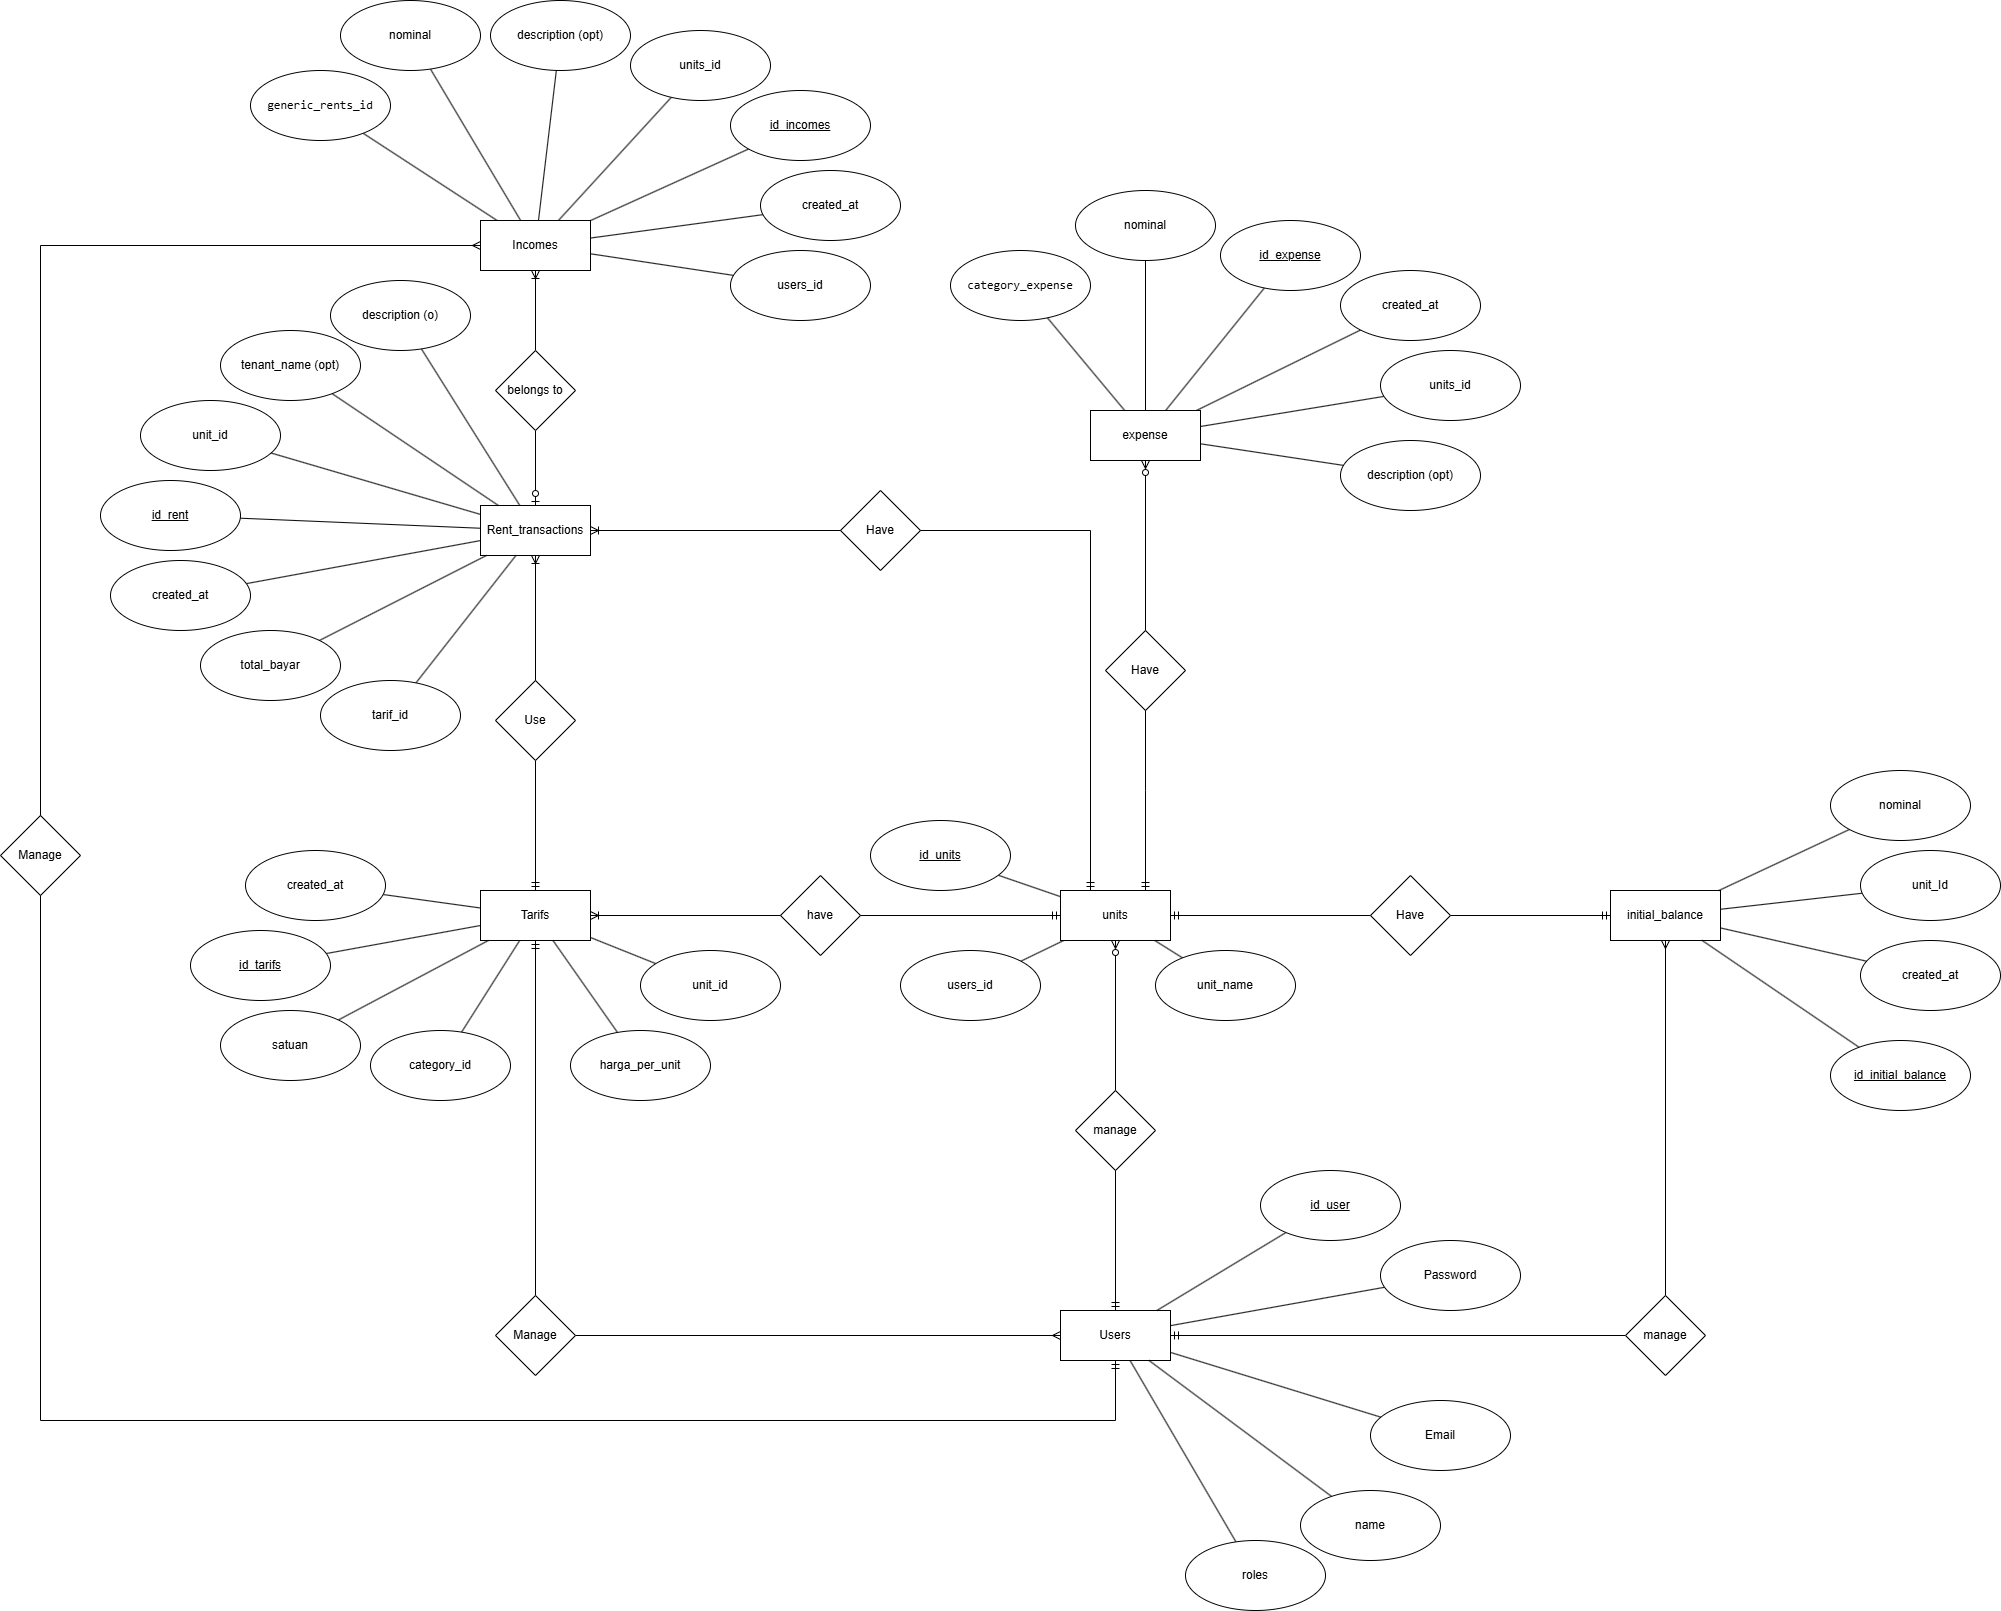 nominal
description (opt)
units_id
generic_rents_id
id_incomes
created_at
Incomes
users_id
nominal
category_expense
id_expense
created_at
description (o)
tenant_name (opt)
belongs to
units_id
unit_id
expense
description (opt)
id_rent
Rent_transactions
Have
created_at
total_bayar
Have
tarif_id
Use
nominal
Manage
id_units
created_at
unit_Id
Tarifs
have
units
Have
initial_balance
id_tarifs
unit_id
users_id
unit_name
created_at
satuan
category_id
harga_per_unit
id_initial_balance
manage
id_user
Password
Manage
Users
manage
Email
name
roles